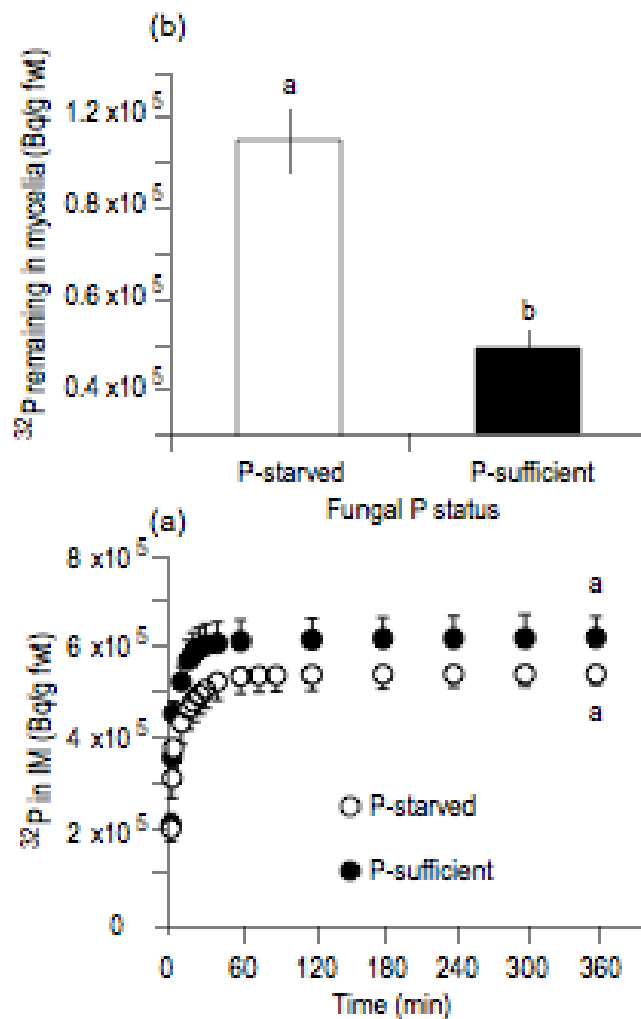 (b)
³²P remaining in mycelia (Bq/g fwt)
1.2 x10⁵
0.8 x10⁵
0.6 x10⁵
0.4 x10⁵
a
b
P-starved P-sufficient
Fungal P status
(a)
³²P in IM (Bq/g fwt)
8 x10⁵
6 x10⁵
4 x10⁵
2 x10⁵
0
a
a
P-starved
P-sufficient
0 60 120 180 240 300 360
Time (min)